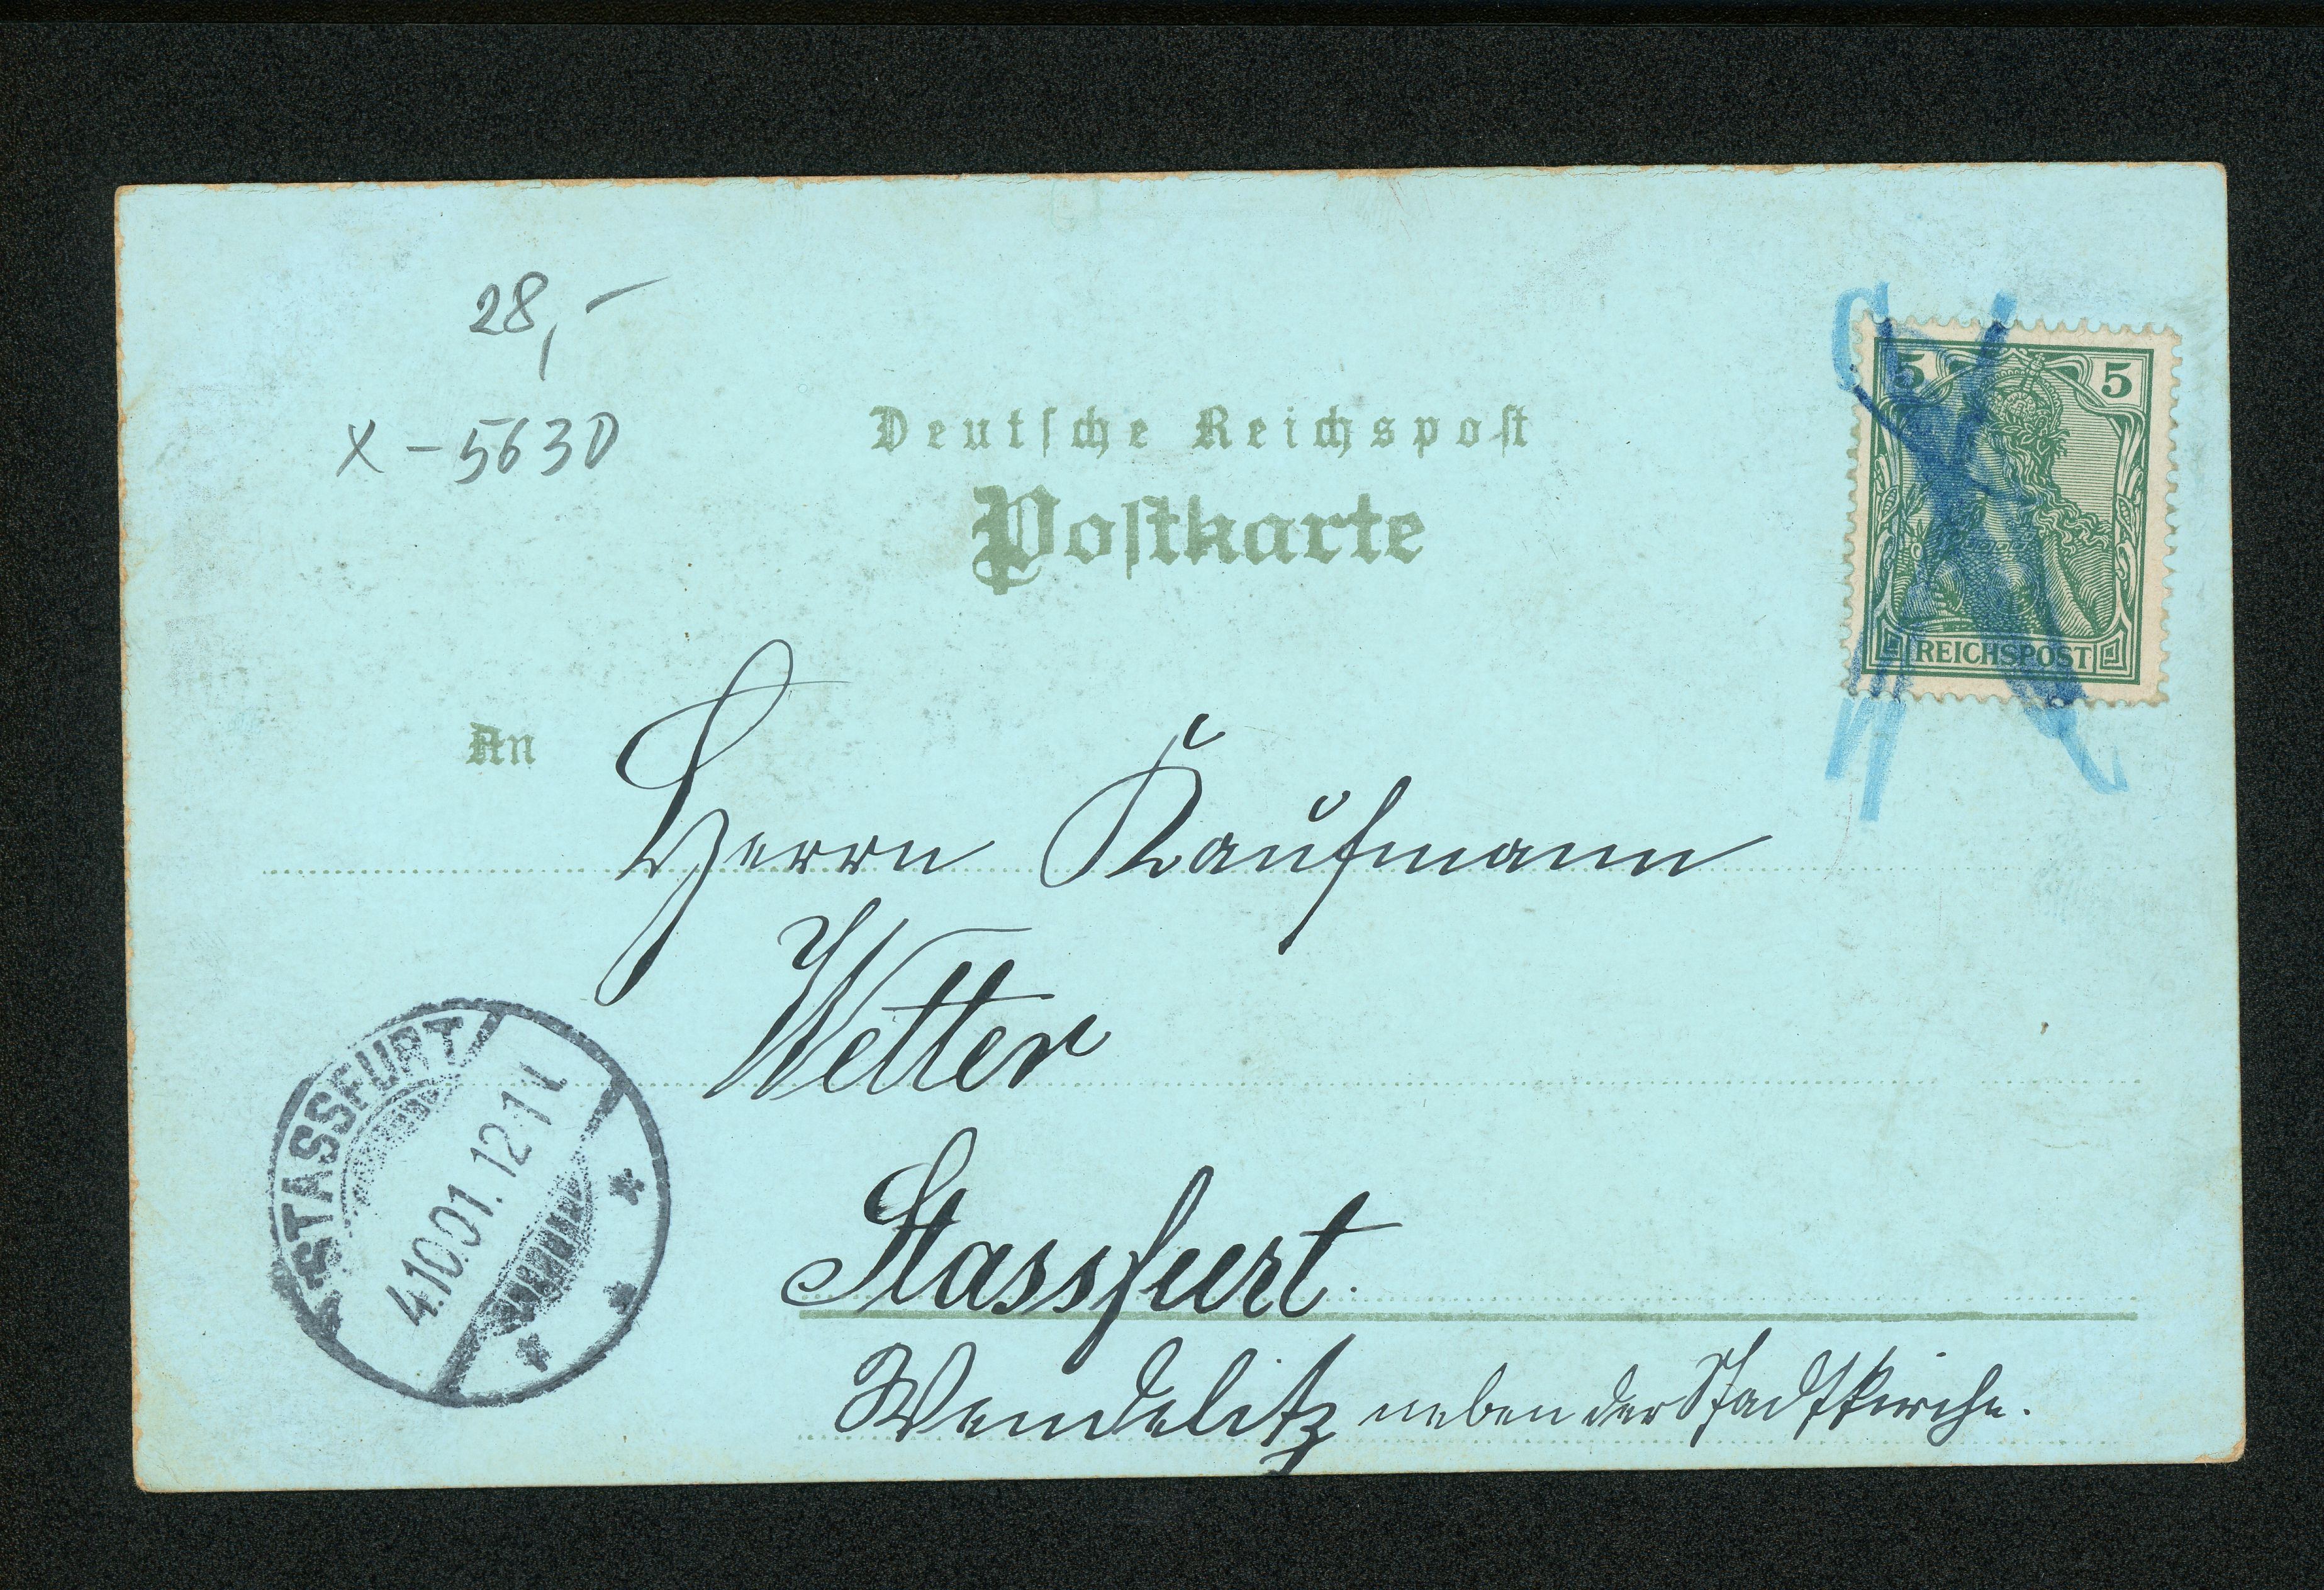 28,-
X - 5630
Deutsche Reichspost
Postkarte
5 5
REICHSPOST
An
Herrn Kaufmann
Wetter
STASSFURT
4.10.01. 12-1 N.
Stassfurt.
Wendelitz neben der Stadtkirche.